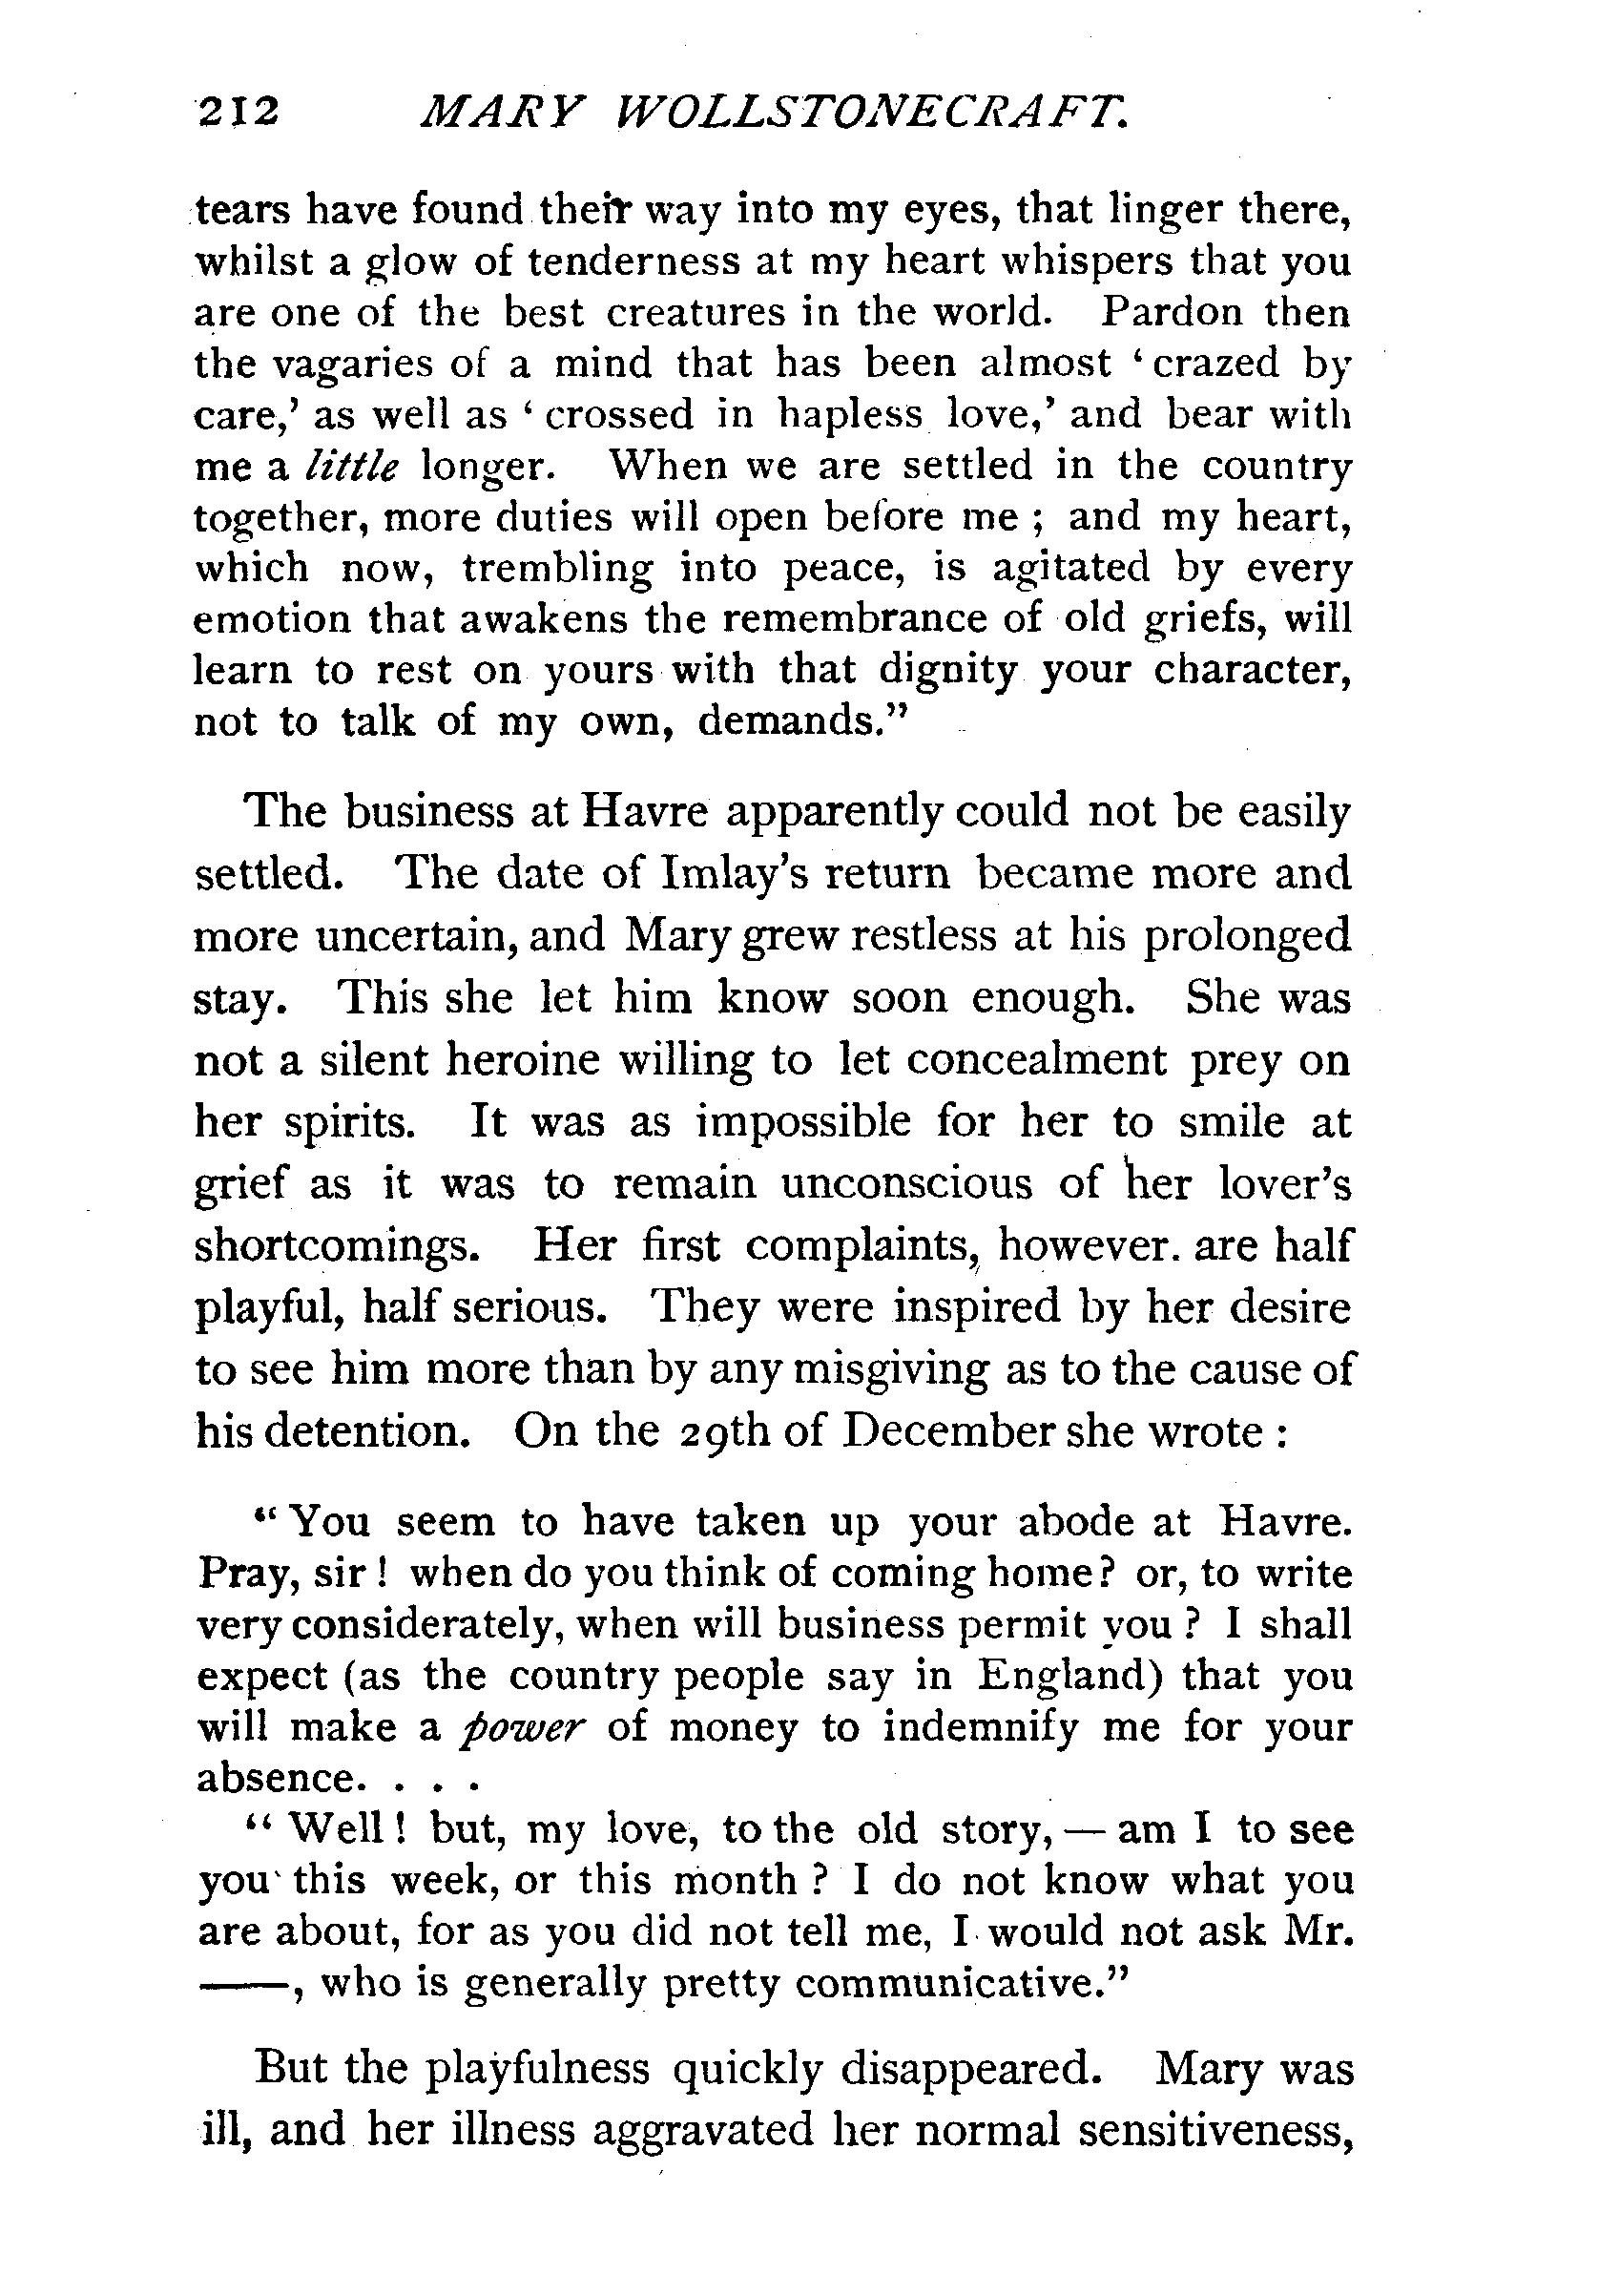 212 MARY WOLLSTONECRAFT.
tears have found their way into my eyes, that linger there,
whilst a glow of tenderness at my heart whispers that you
are one of the best creatures in the world. Pardon then
the vagaries of a mind that has been almost ‘crazed by
care,’ as well as ‘crossed in hapless love,’ and bear with
me a little longer. When we are settled in the country
together, more duties will open before me ; and my heart,
which now, trembling into peace, is agitated by every
emotion that awakens the remembrance of old griefs, will
learn to rest on yours with that dignity your character,
not to talk of my own, demands.”
The business at Havre apparently could not be easily
settled. The date of Imlay’s return became more and
more uncertain, and Mary grew restless at his prolonged
stay. This she let him know soon enough. She was
not a silent heroine willing to let concealment prey on
her spirits. It was as impossible for her to smile at
grief as it was to remain unconscious of her lover’s
shortcomings. Her first complaints, however. are half
playful, half serious. They were inspired by her desire
to see him more than by any misgiving as to the cause of
his detention. On the 29th of December she wrote :
“ You seem to have taken up your abode at Havre.
Pray, sir ! when do you think of coming home? or, to write
very considerately, when will business permit you ? I shall
expect (as the country people say in England) that you
will make a power of money to indemnify me for your
absence. . . .
“ Well ! but, my love, to the old story, — am I to see
you this week, or this month ? I do not know what you
are about, for as you did not tell me, I would not ask Mr.
——, who is generally pretty communicative.”
But the playfulness quickly disappeared. Mary was
ill, and her illness aggravated her normal sensitiveness,